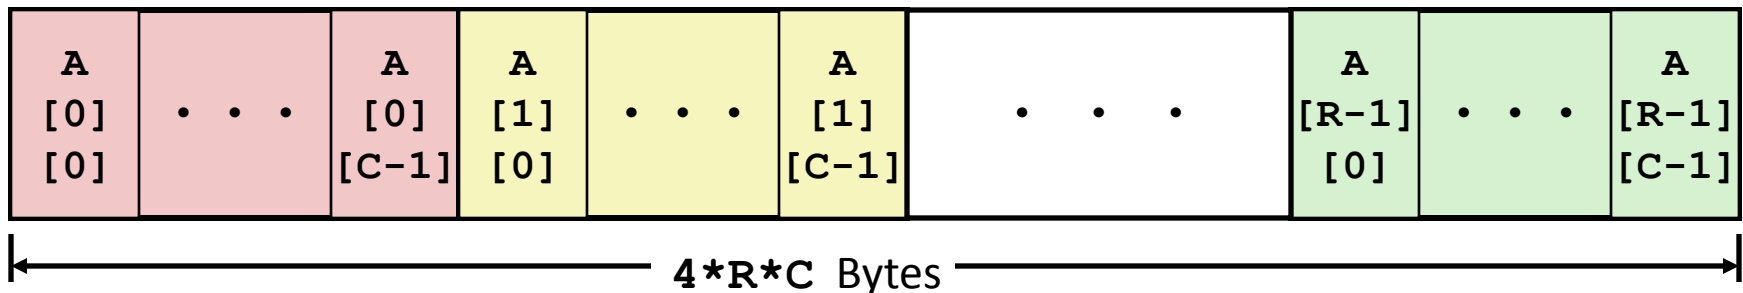 A A A A A A
[0] · · · [0] [1] · · · [1] · · · [R-1] · · · [R-1]
[0] [C-1] [0] [C-1] [0] [C-1]
4*R*C Bytes